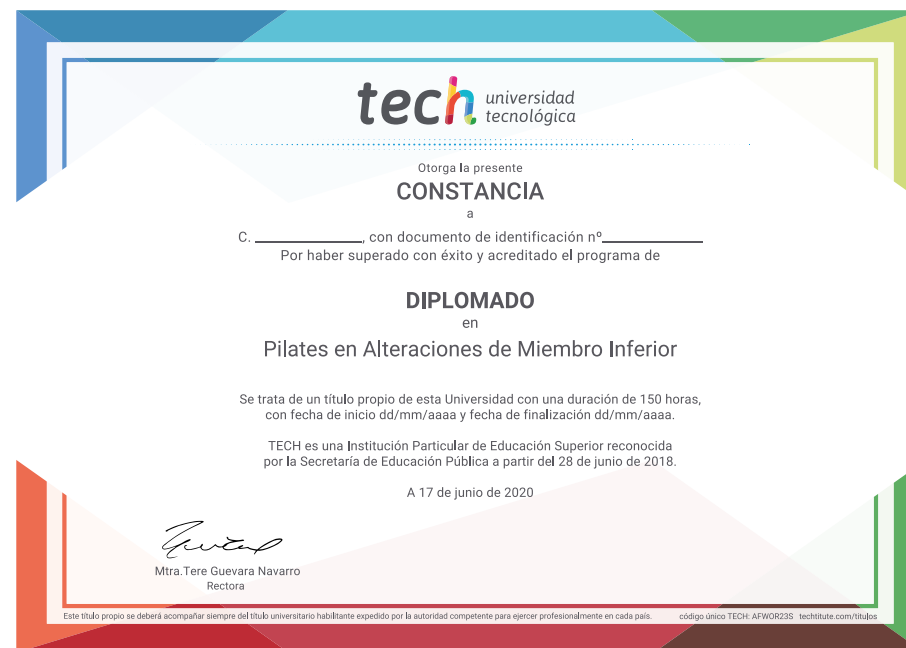 tech universidad
tecnológica
Otorga la presente
CONSTANCIA
a
C. ____________, con documento de identificación nº____________
Por haber superado con éxito y acreditado el programa de
DIPLOMADO
en
Pilates en Alteraciones de Miembro Inferior
Se trata de un título propio de esta Universidad con una duración de 150 horas,
con fecha de inicio dd/mm/aaaa y fecha de finalización dd/mm/aaaa.
TECH es una Institución Particular de Educación Superior reconocida
por la Secretaría de Educación Pública a partir del 28 de junio de 2018.
A 17 de junio de 2020
Mtra.Tere Guevara Navarro
Rectora
Este título propio se deberá acompañar siempre del título universitario habilitante expedido por la autoridad competente para ejercer profesionalmente en cada país. código único TECH: AFWOR23S techtitute.com/titulos